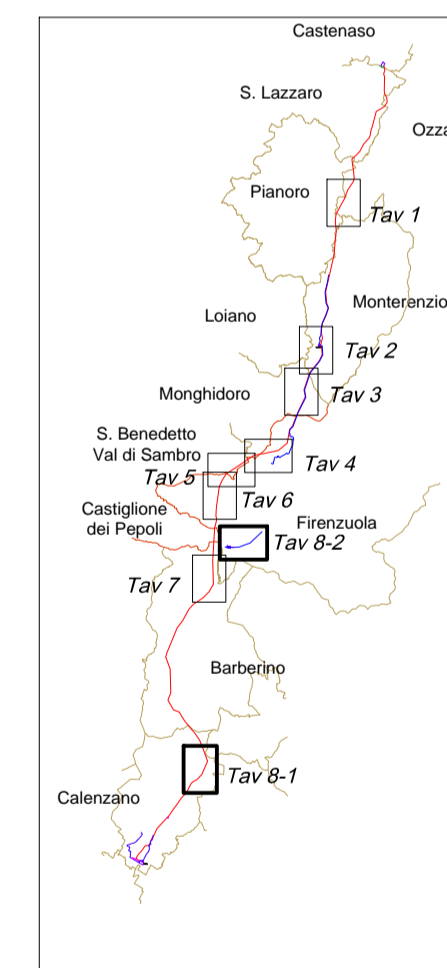 Castenaso
S. Lazzaro
Ozza
Pianoro
Tav 1
Monterenzio
Loiano
Tav 2
Monghidoro
Tav 3
S. Benedetto
Val di Sambro
Tav 4
Tav 5
Tav 6
Castiglione
dei Pepoli
Firenzuola
Tav 8-2
Tav 7
Barberino
Tav 8-1
Calenzano